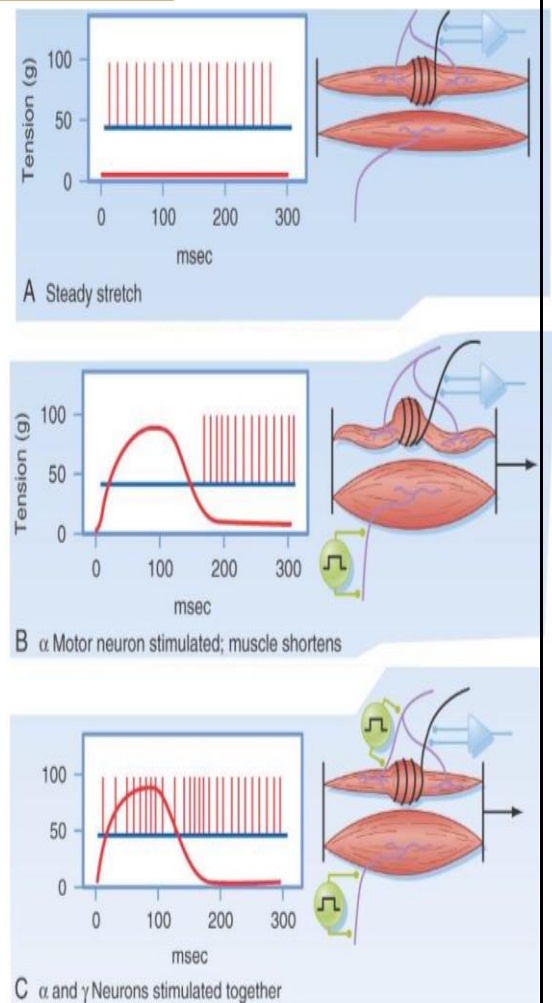 Tension (g)
100
50
0
0 100 200 300
msec
A Steady stretch
Tension (g)
100
50
0
0 100 200 300
msec
B α Motor neuron stimulated; muscle shortens
100
50
0
0 100 200 300
msec
C α and γ Neurons stimulated together